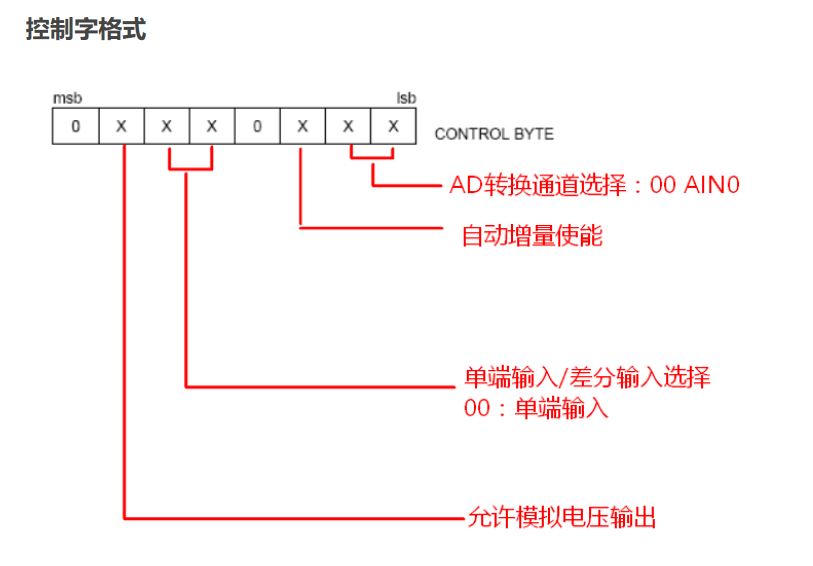 控制字格式
msb lsb
0 X X X 0 X X X CONTROL BYTE
AD转换通道选择：00 AIN0
自动增量使能
单端输入/差分输入选择
00：单端输入
允许模拟电压输出